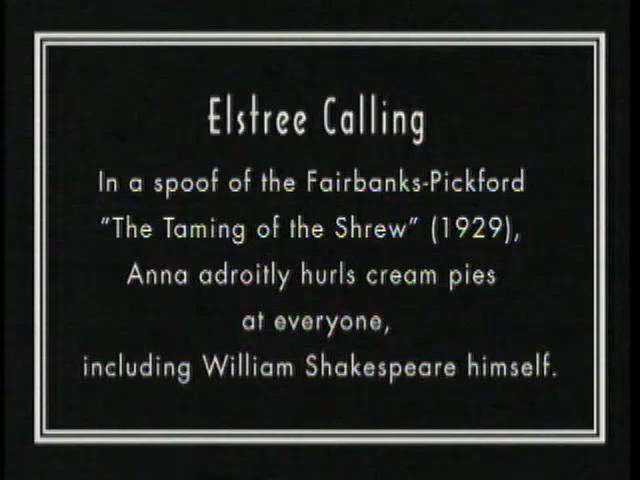 Elstree Calling
In a spoof of the Fairbanks-Pickford
"The Taming of the Shrew" (1929),
Anna adroitly hurls cream pies
at everyone,
including William Shakespeare himself.